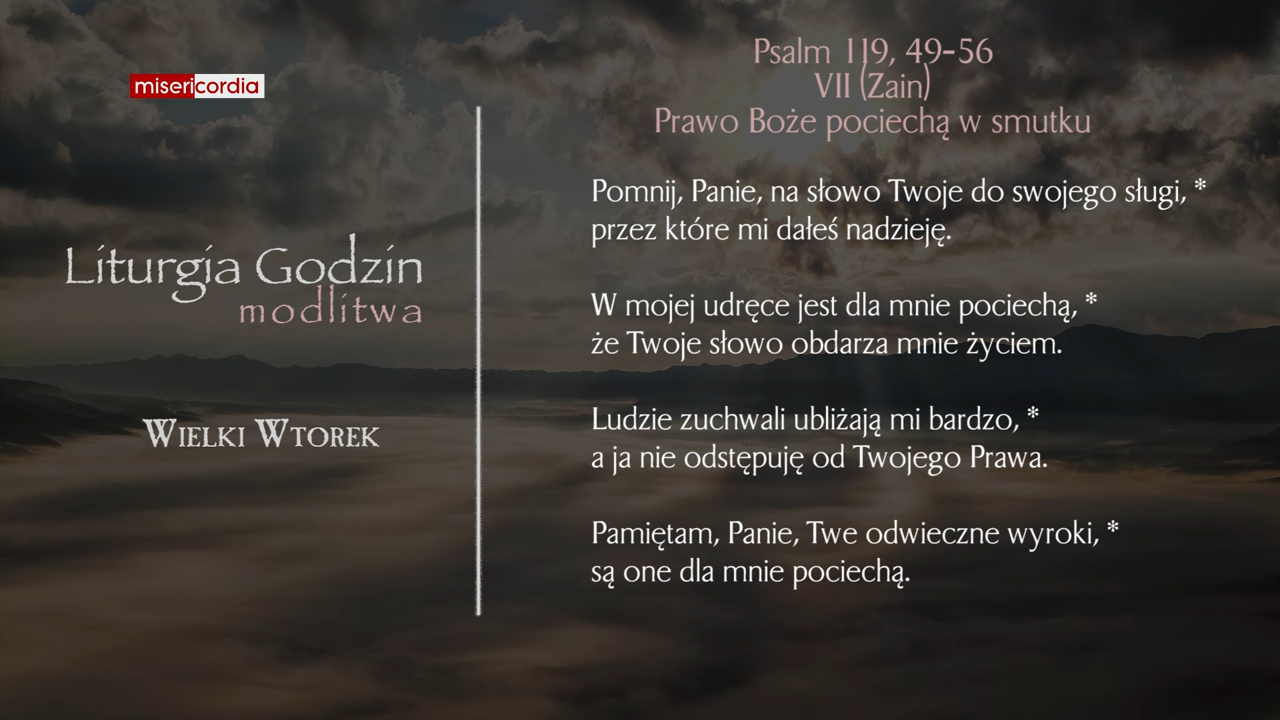 misericordia
Liturgia Godzin
modlitwa
Wielki Wtorek
Psalm 119, 49-56
VII (Zain)
Prawo Boże pociechą w smutku
Pomnij, Panie, na słowo Twoje do swojego sługi, *
przez które mi dałeś nadzieję.
W mojej udręce jest dla mnie pociechą, *
że Twoje słowo obdarza mnie życiem.
Ludzie zuchwali ubliżają mi bardzo, *
a ja nie odstępuję od Twojego Prawa.
Pamiętam, Panie, Twe odwieczne wyroki, *
są one dla mnie pociechą.